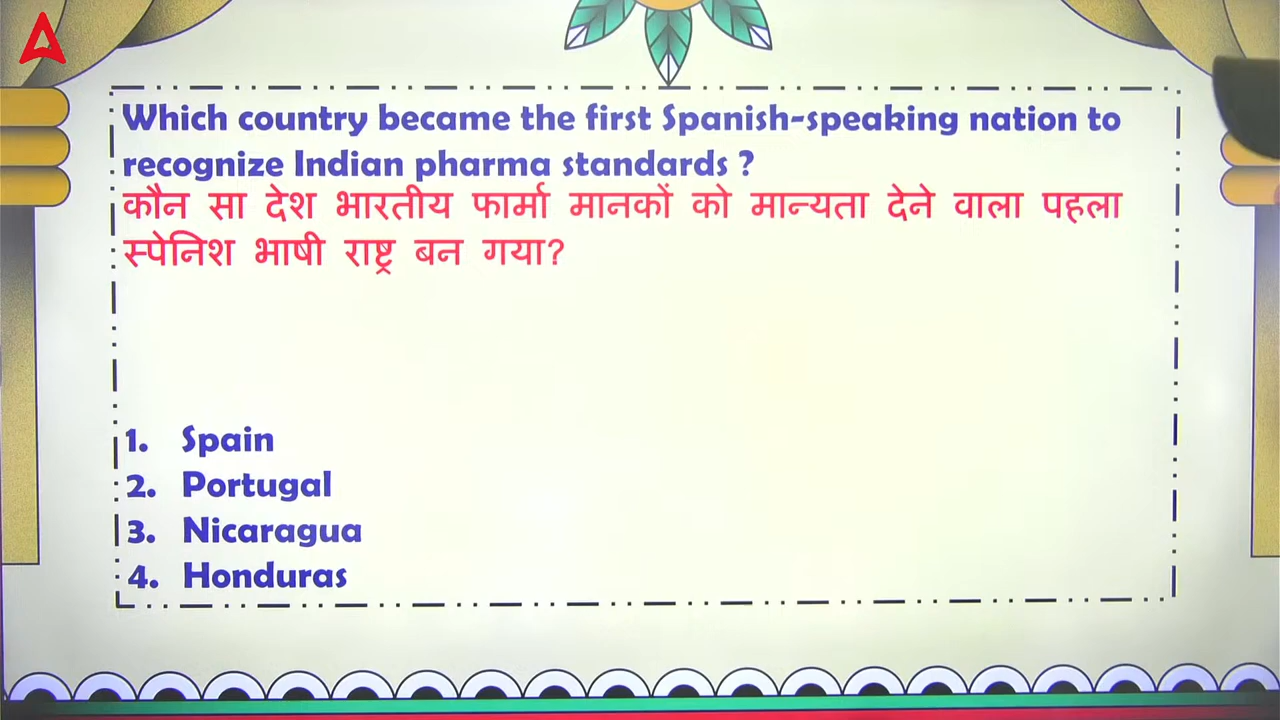 Which country became the first Spanish-speaking nation to
recognize Indian pharma standards ?
कौन सा देश भारतीय फार्मा मानकों को मान्यता देने वाला पहला
स्पेनिश भाषी राष्ट्र बन गया?
1. Spain
2. Portugal
3. Nicaragua
4. Honduras